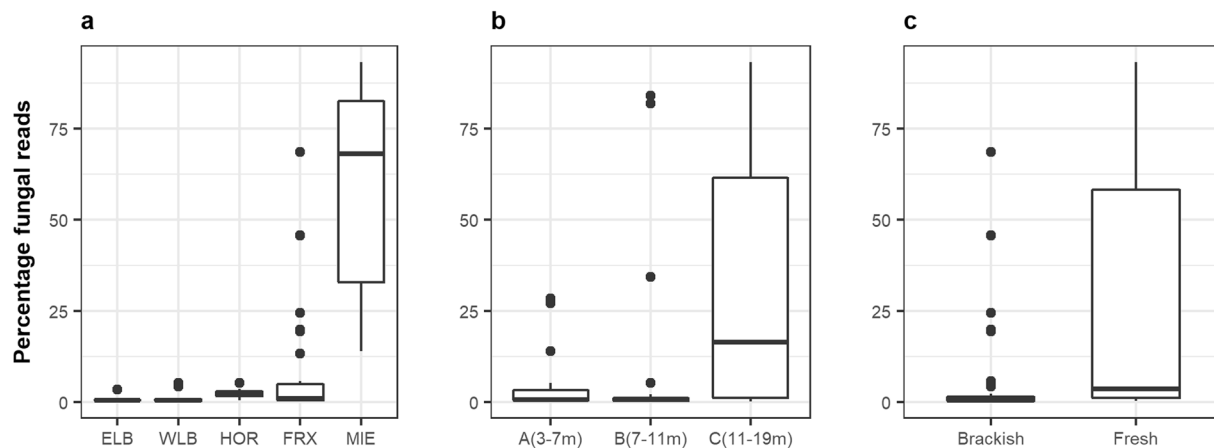 a
b
c
Percentage fungal reads
75
50
25
0
ELB WLB HOR FRX MIE
75
50
25
0
A(3-7m) B(7-11m) C(11-19m)
75
50
25
0
Brackish Fresh